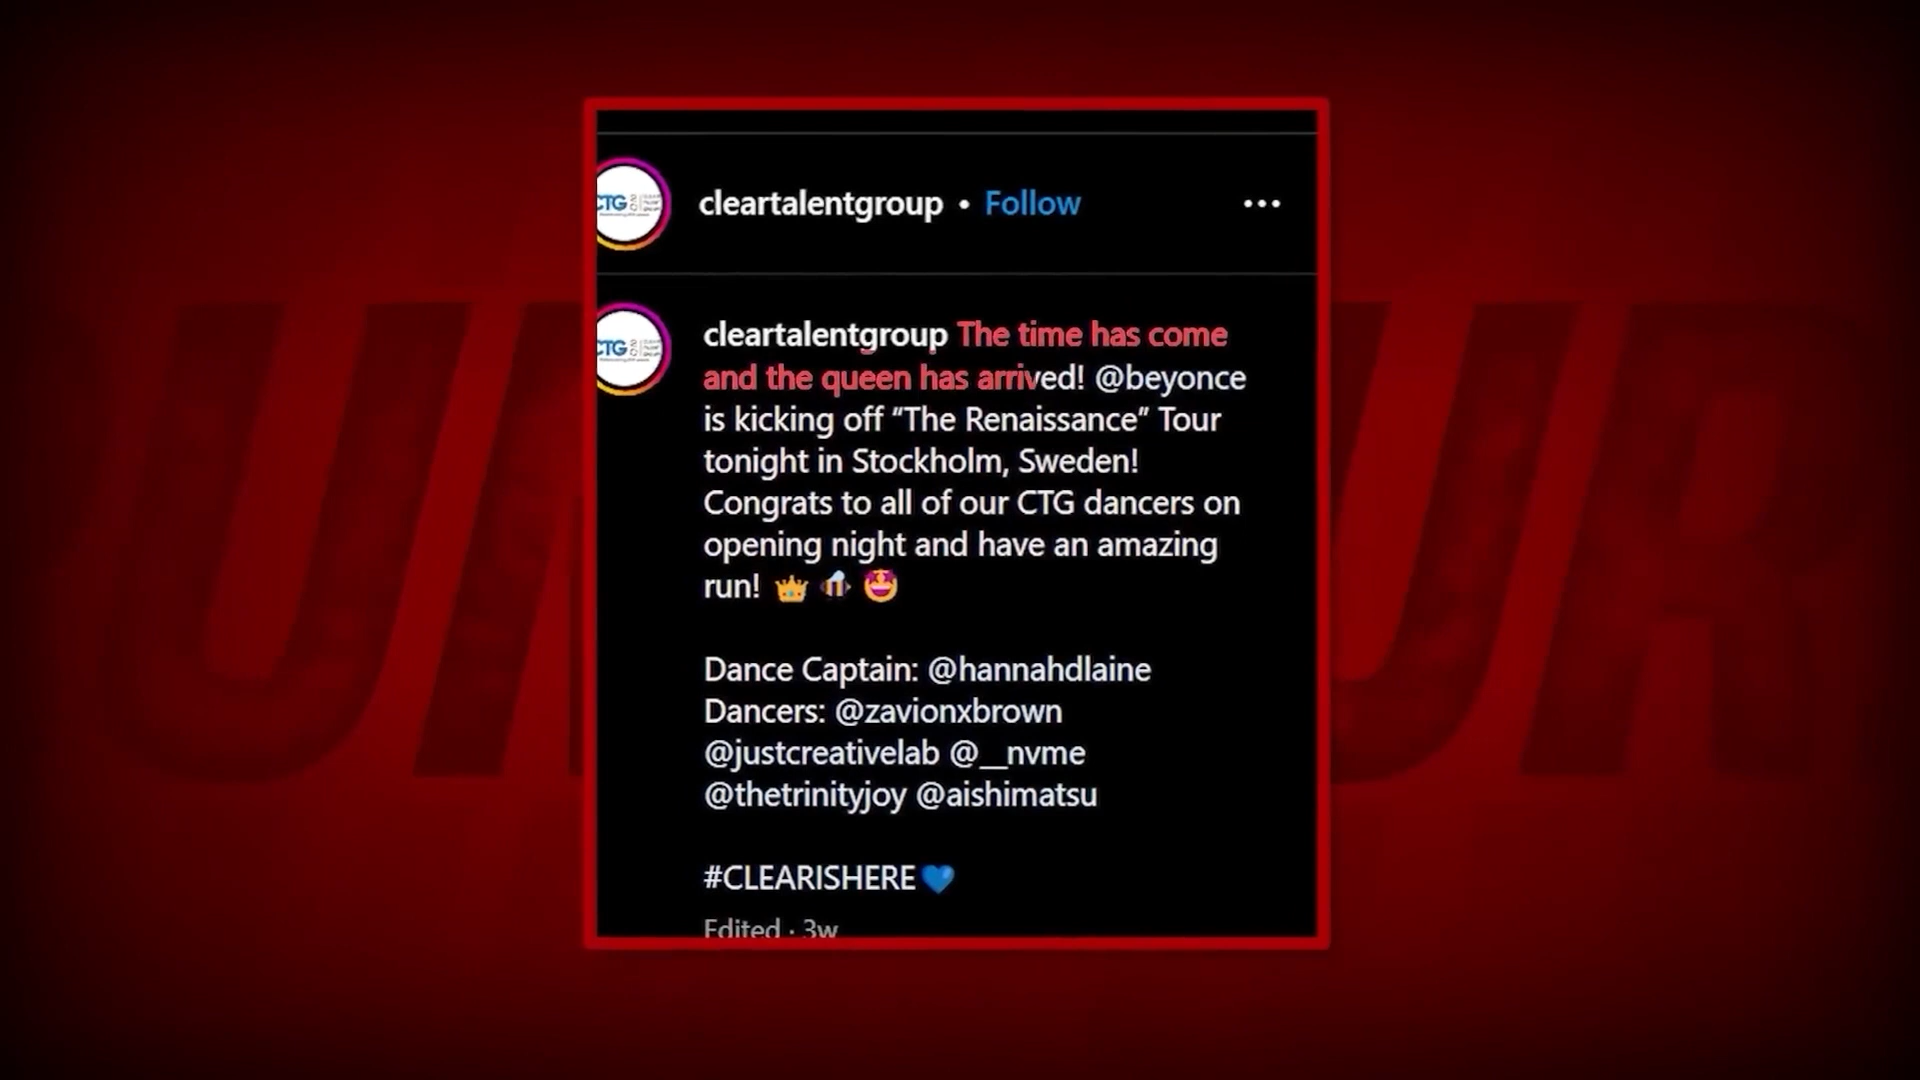 CTG
cleartalentgroup • Follow
CTG
cleartalentgroup The time has come
and the queen has arrived! @beyonce
is kicking off “The Renaissance” Tour
tonight in Stockholm, Sweden!
Congrats to all of our CTG dancers on
opening night and have an amazing
run! 👑 🐝 🤩
Dance Captain: @hannahdlaine
Dancers: @zavionxbrown
@justcreativelab @__nvme
@thetrinityjoy @aishimatsu
#CLEARISHERE💙
Edited · 3w